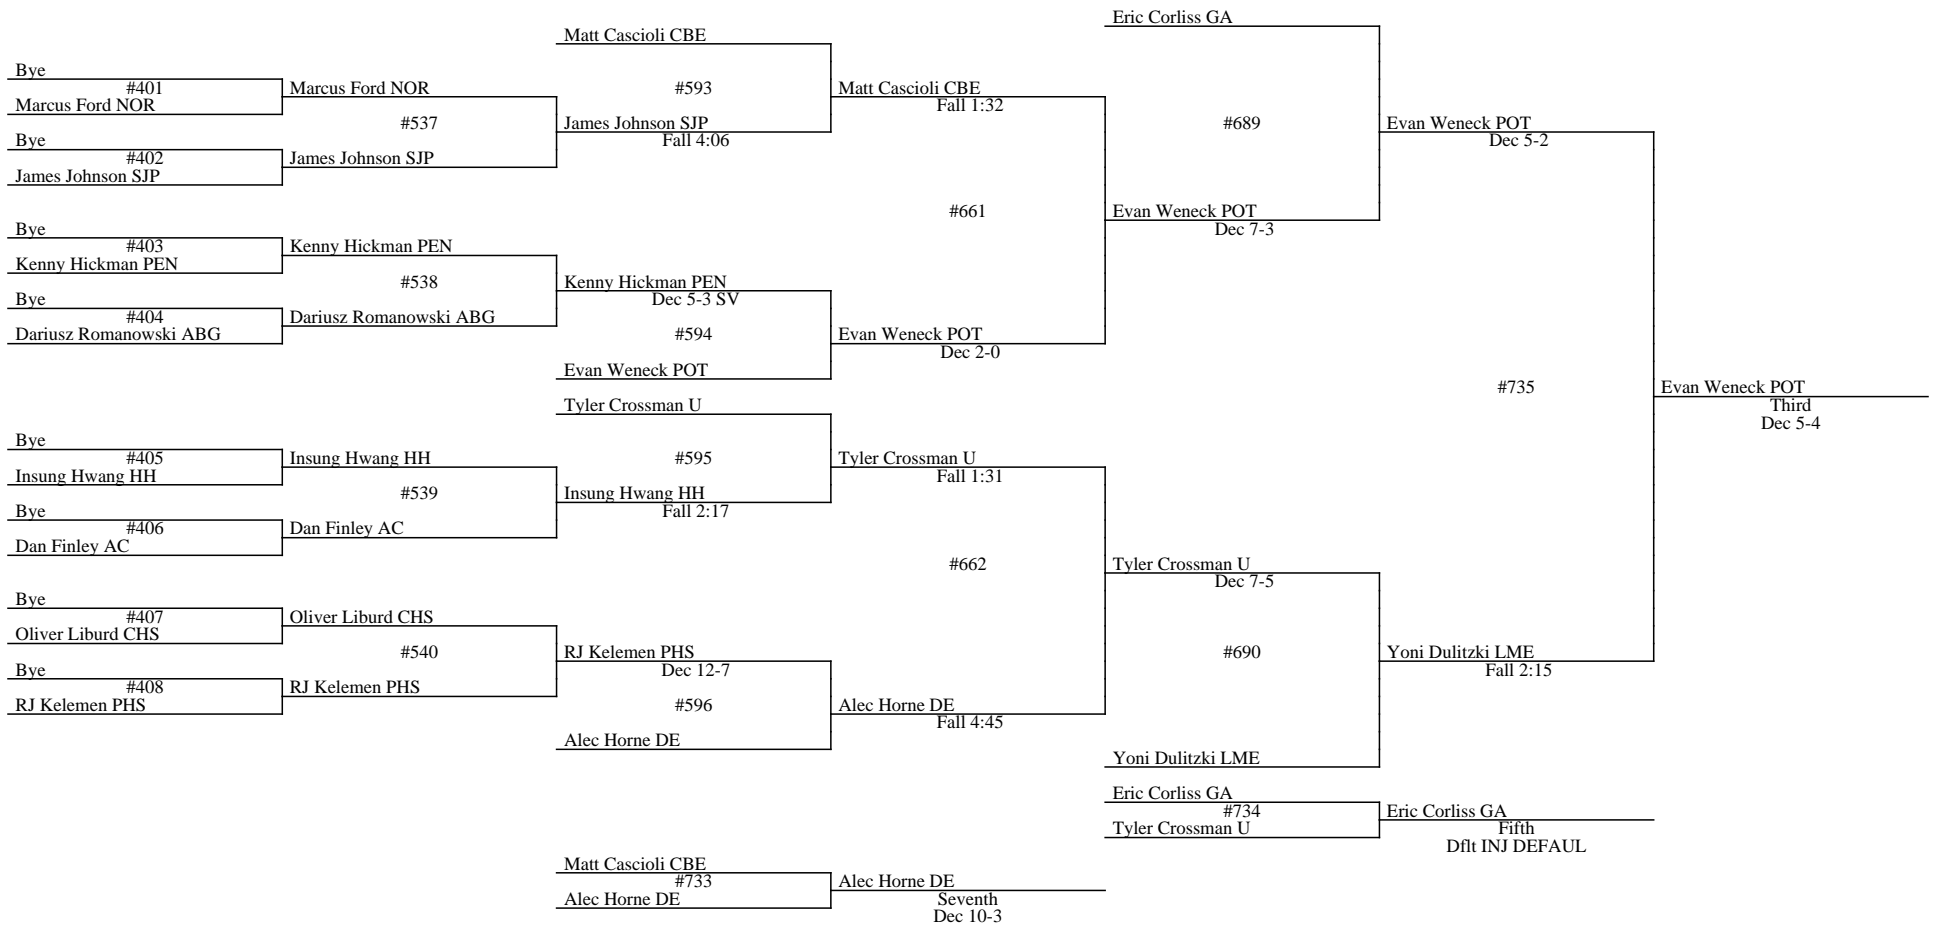 Eric Corliss GA
Matt Cascioli CBE
Bye
#401
Marcus Ford NOR
Marcus Ford NOR
#593
Matt Cascioli CBE
Fall 1:32
#537
James Johnson SJP
Fall 4:06
#689
Evan Weneck POT
Dec 5-2
Bye
#402
James Johnson SJP
James Johnson SJP
#661
Evan Weneck POT
Dec 7-3
Bye
#403
Kenny Hickman PEN
Kenny Hickman PEN
#538
Kenny Hickman PEN
Dec 5-3 SV
Bye
#404
Dariusz Romanowski ABG
Dariusz Romanowski ABG
#594
Evan Weneck POT
Dec 2-0
Evan Weneck POT
#735
Evan Weneck POT
Third
Dec 5-4
Tyler Crossman U
Bye
#405
Insung Hwang HH
Insung Hwang HH
#595
Tyler Crossman U
Fall 1:31
#539
Insung Hwang HH
Fall 2:17
Bye
#406
Dan Finley AC
Dan Finley AC
#662
Tyler Crossman U
Dec 7-5
Bye
#407
Oliver Liburd CHS
Oliver Liburd CHS
#540
RJ Kelemen PHS
Dec 12-7
#690
Yoni Dulitzki LME
Fall 2:15
Bye
#408
RJ Kelemen PHS
RJ Kelemen PHS
#596
Alec Horne DE
Fall 4:45
Alec Horne DE
Yoni Dulitzki LME
Eric Corliss GA
#734
Tyler Crossman U
Eric Corliss GA
Fifth
Dflt INJ DEFAUL
Matt Cascioli CBE
#733
Alec Horne DE
Alec Horne DE
Seventh
Dec 10-3